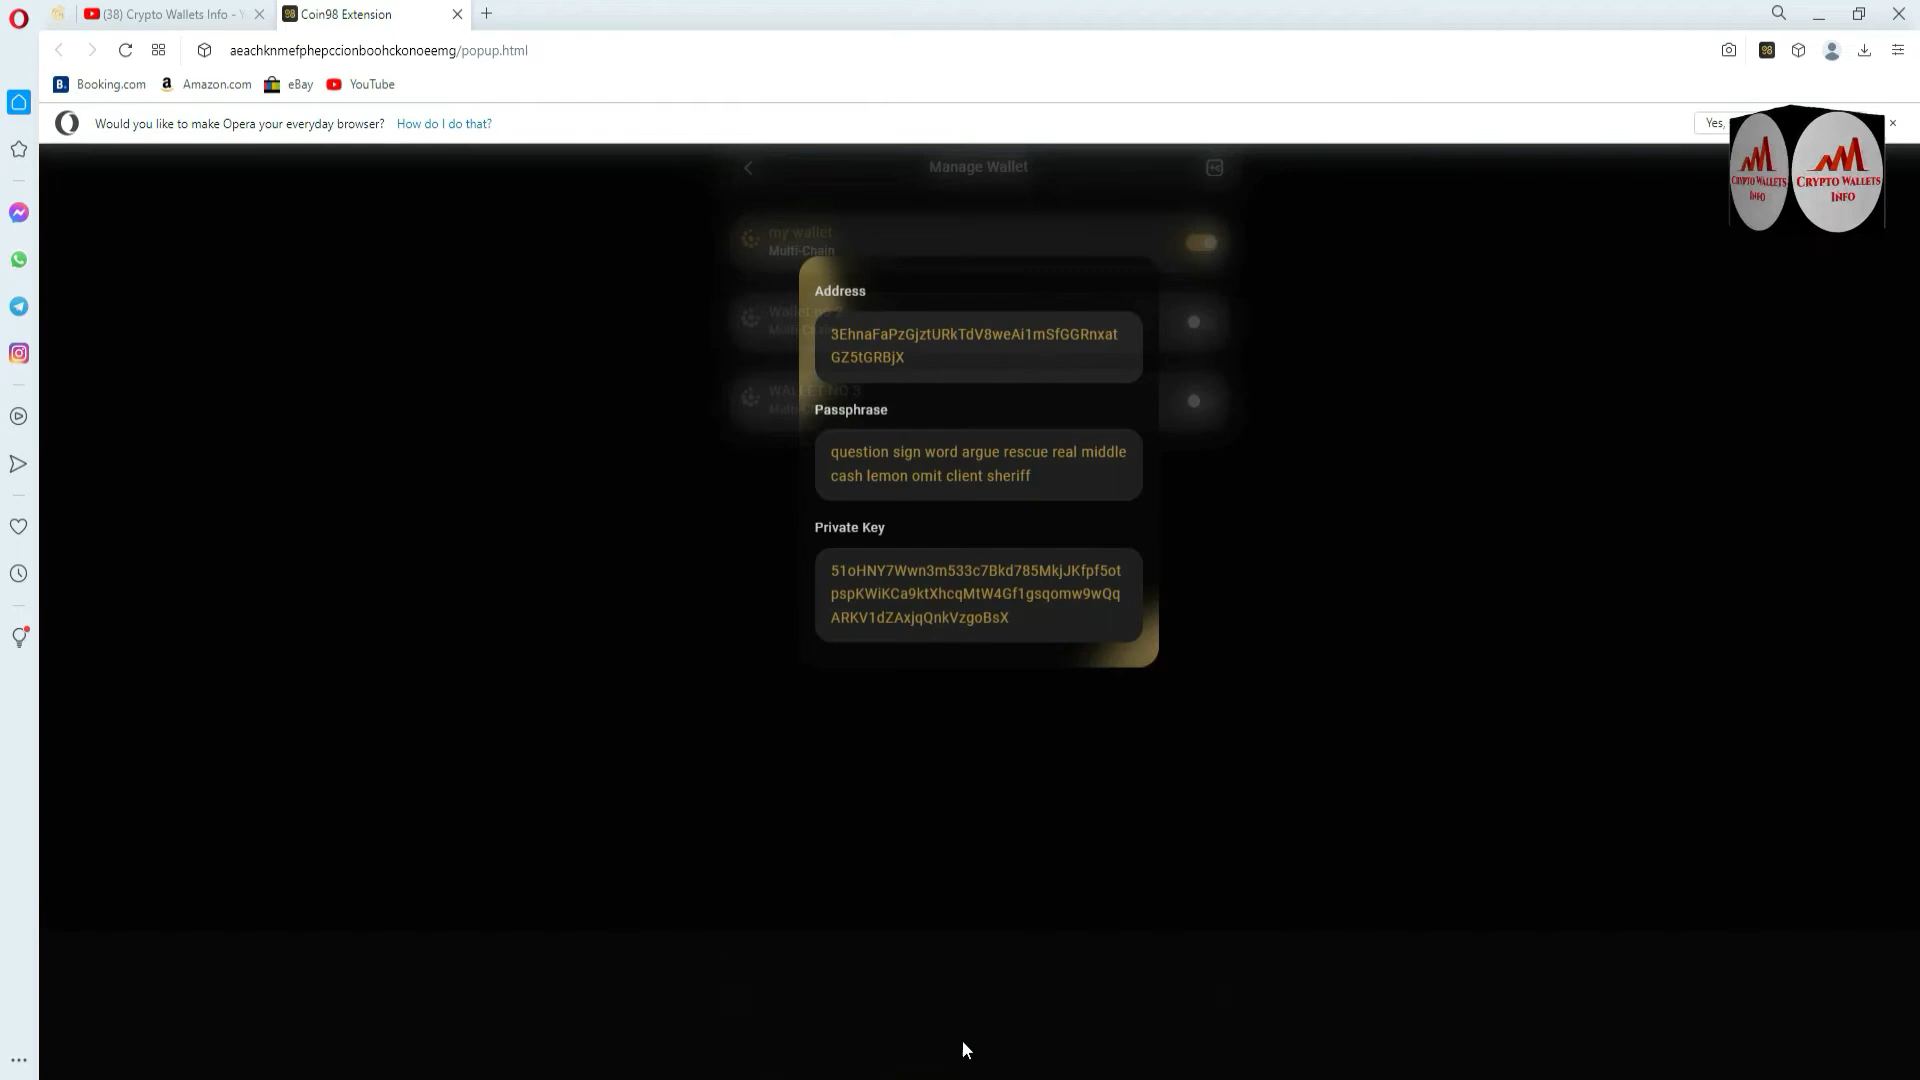 (38) Crypto Wallets Info - Y
Coin98 Extension
aeachknmefphepccionboohckonoeemg/popup.html
Booking.com
Amazon.com
eBay
YouTube
Would you like to make Opera your everyday browser? How do I do that?
Yes,
CRYPTO WALLETS
INFO
CRYPTO WALLETS
INFO
Manage Wallet
my wallet
Multi-Chain
Address
3EhnaFaPzGjztURkTdV8weAi1mSfGGRnxat
GZ5tGRBjX
WALLET NO 3
Passphrase
question sign word argue rescue real middle
cash lemon omit client sheriff
Private Key
51oHNY7Wwn3m533c7Bkd785MkjJKfpf5ot
pspKWiKCa9ktXhcqMtW4Gf1gsqomw9wQq
ARKV1dZAxjqQnkVzgoBsX